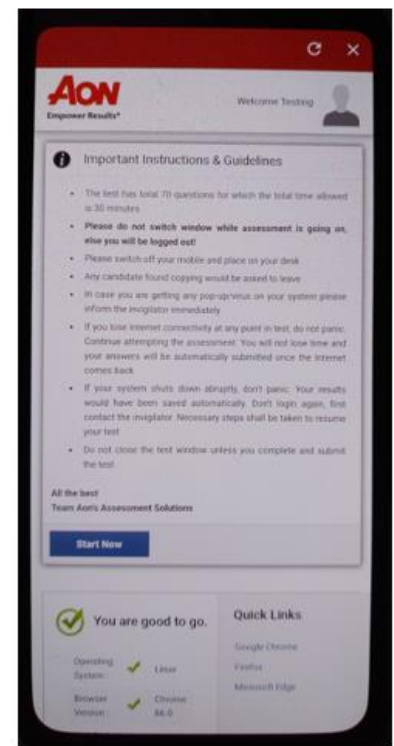 AON
Empower Results®
Welcome Testing
Important Instructions & Guidelines
• The test has total 70 questions for which the total time allowed
is 30 minutes
• Please do not switch window while assessment is going on,
else you will be logged out!
• Please switch off your mobile and place on your desk
• Any candidate found copying would be asked to leave
• In case you are getting any pop-up/virus on your system please
inform the invigilator immediately
• If you lose internet connectivity at any point in test, do not panic.
Continue attempting the assessment. You will not lose time and
your answers will be automatically submitted once the internet
comes back
• If your system shuts down abruptly, don't panic. Your results
would have been saved automatically. Don't login again, first
contact the invigilator. Necessary steps shall be taken to resume
your test
• Do not close the test window unless you complete and submit
the test
All the best
Team Aon's Assessment Solutions
Start Now
You are good to go.
Operating
System:
Linux
Browser
Version:
Chrome
86.0
Quick Links
Google Chrome
Firefox
Microsoft Edge